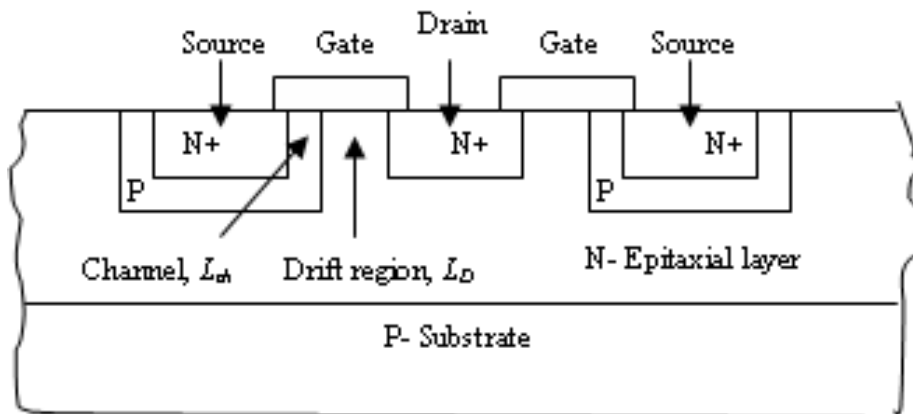 Source Gate Drain Gate Source
N+ N+ N+
P P
Channel, Lch Drift region, LD N- Epitaxial layer
P- Substrate